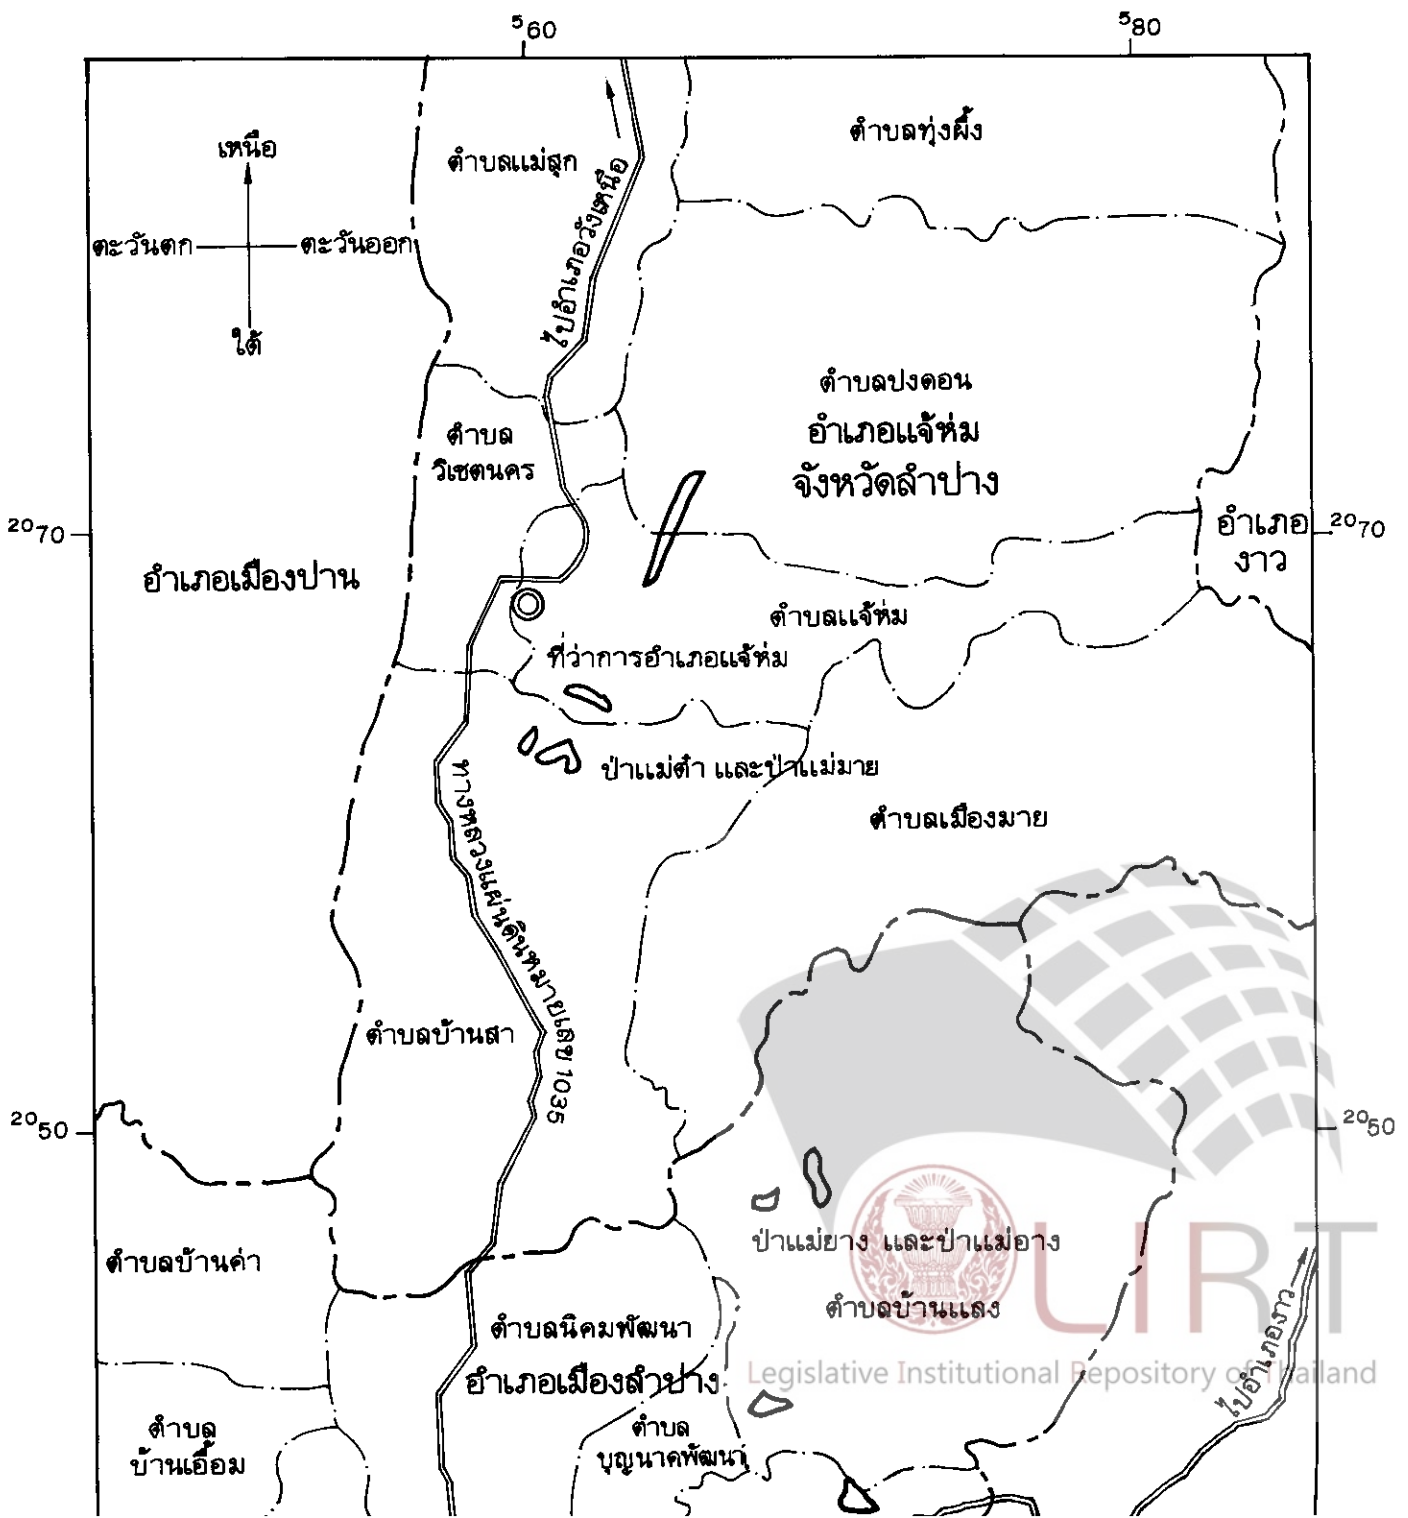 ⁵60
⁵80
ตำบลทุ่งผึ้ง
เหนือ
ตำบลแม่สุก
ไปอำเภอวังเหนือ
ตะวันตก
ตะวันออก
ใต้
ตำบลปงดอน
อำเภอแจ้ห่ม
จังหวัดลำปาง
ตำบล
วิเชตนคร
²⁰70
²⁰70
อำเภอ
งาว
อำเภอเมืองปาน
ตำบลแจ้ห่ม
ที่ว่าการอำเภอแจ้ห่ม
ป่าแม่ต๋ำ และป่าแม่มาย
ตำบลเมืองมาย
ทางหลวงแผ่นดินหมายเลข 1035
ตำบลบ้านสา
²⁰50
²⁰50
ป่าแม่ยาง และป่าแม่อาง
ตำบลบ้านค่า
ตำบลบ้านแลง
LIRT
ตำบลนิคมพัฒนา
Legislative Institutional Repository of Thailand
อำเภอเมืองลำปาง
ไปอำเภองาว
ตำบล
บ้านเอื้อม
ตำบล
บุญนาคพัฒนา